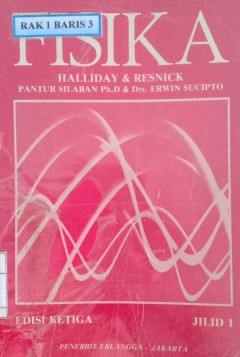 RAK 1 BARIS 3
FISIKA
HALLIDAY & RESNICK
PANTUR SILABAN Ph.D & Drs. ERWIN SUCIPTO
EDISI KETIGA
JILID 1
PENERBIT ERLANGGA - JAKARTA